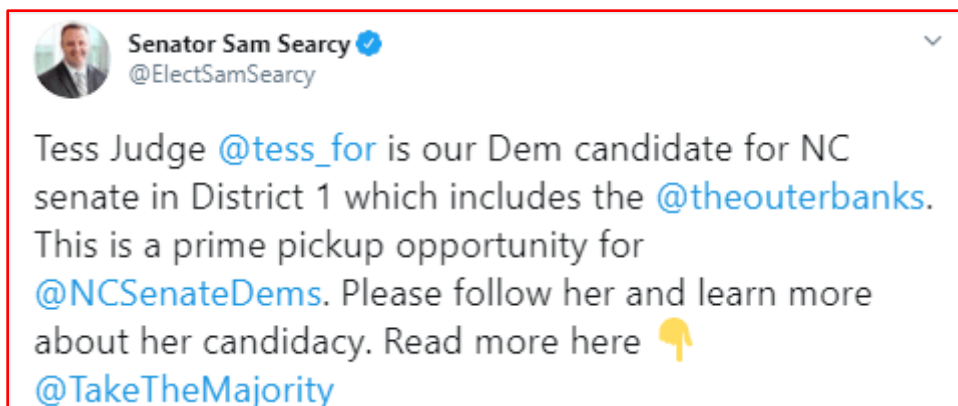 Senator Sam Searcy
@ElectSamSearcy
Tess Judge @tess_for is our Dem candidate for NC
senate in District 1 which includes the @theouterbanks.
This is a prime pickup opportunity for
@NCSenateDems. Please follow her and learn more
about her candidacy. Read more here 👇
@TakeTheMajority